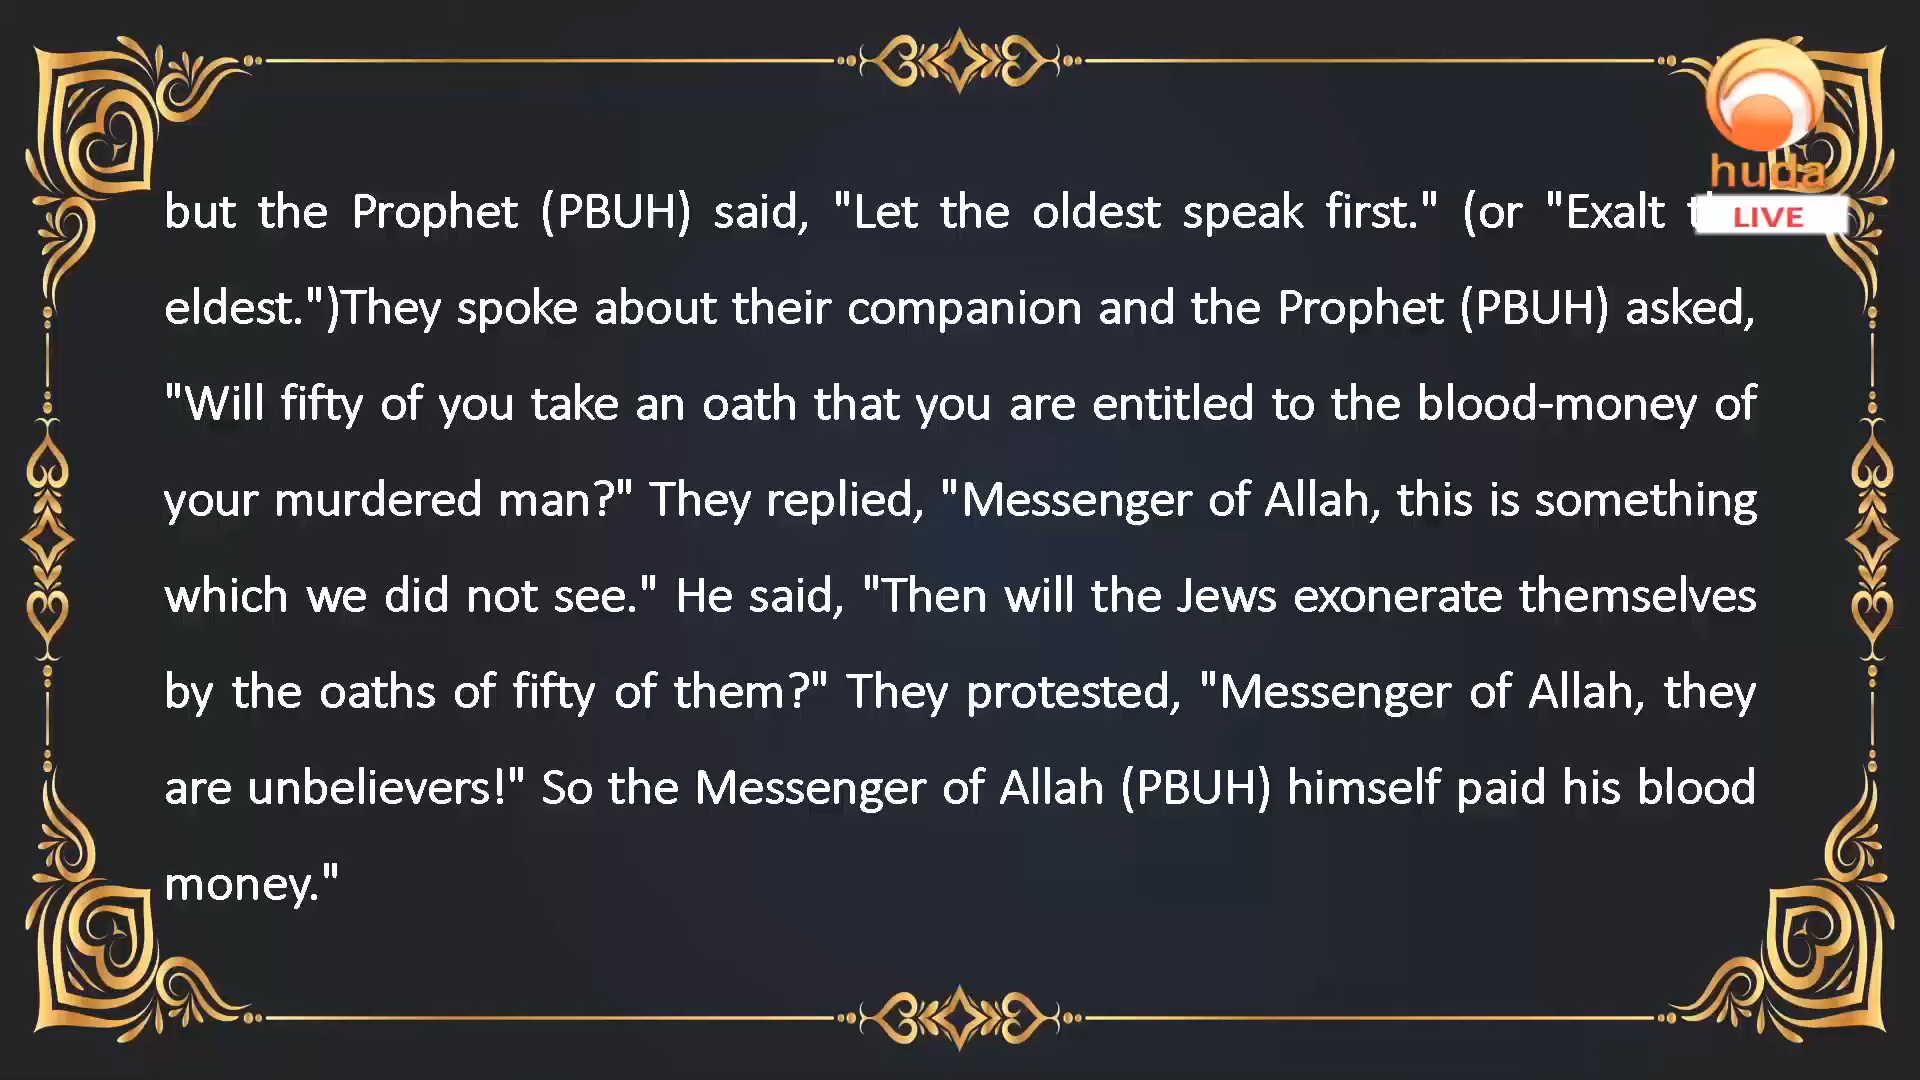 huda
LIVE
but the Prophet (PBUH) said, "Let the oldest speak first." (or "Exalt
eldest.")They spoke about their companion and the Prophet (PBUH) asked,
"Will fifty of you take an oath that you are entitled to the blood-money of
your murdered man?" They replied, "Messenger of Allah, this is something
which we did not see." He said, "Then will the Jews exonerate themselves
by the oaths of fifty of them?" They protested, "Messenger of Allah, they
are unbelievers!" So the Messenger of Allah (PBUH) himself paid his blood
money."